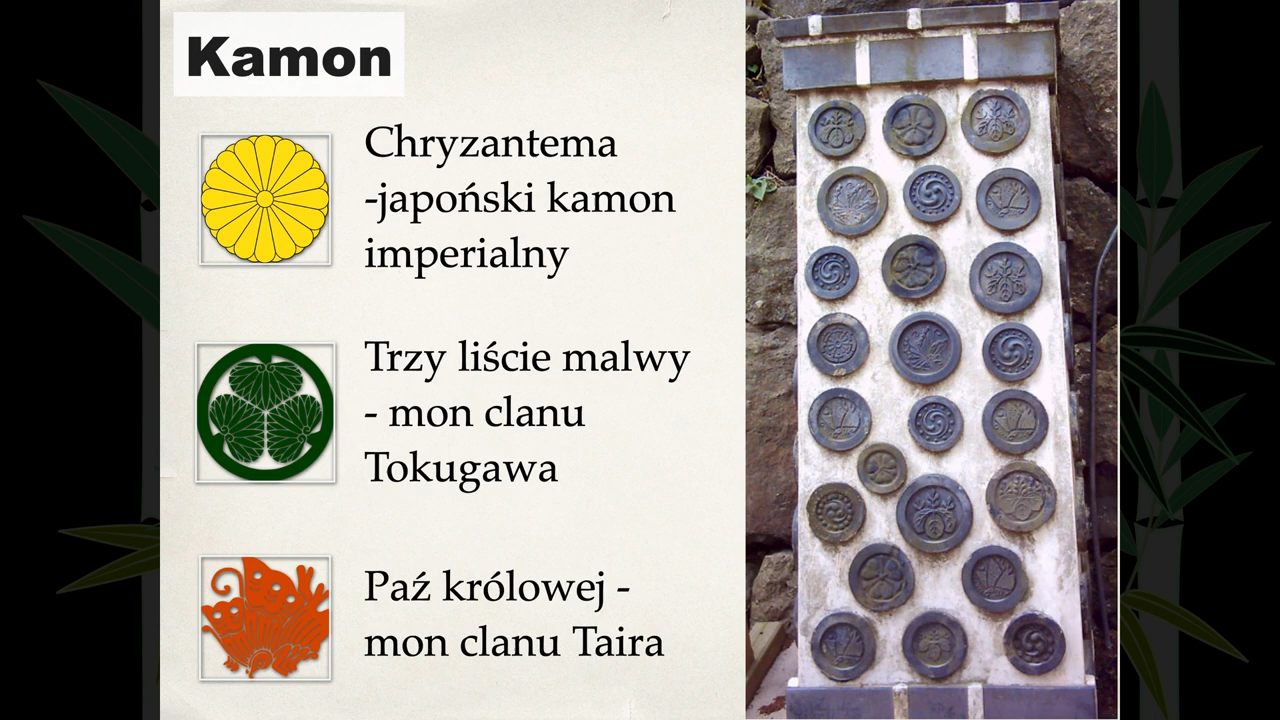 Kamon
Chryzantema
-japoński kamon
imperialny
Trzy liście malwy
- mon clanu
Tokugawa
Paź królowej -
mon clanu Taira